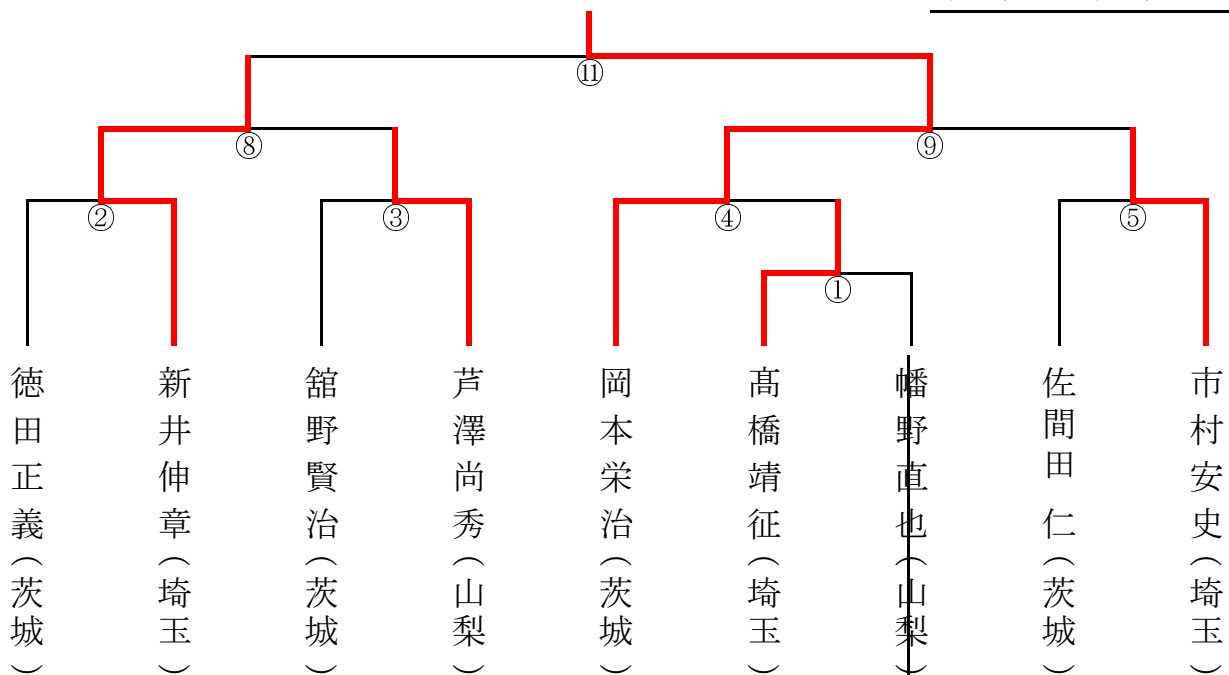 ⑪
⑧
⑨
②
③
④
⑤
①
徳田正義(茨城)
新井伸章(埼玉)
舘野賢治(茨城)
芦澤尚秀(山梨)
岡本栄治(茨城)
髙橋靖征(埼玉)
幡野直也(山梨)
佐間田 仁(茨城)
市村安史(埼玉)